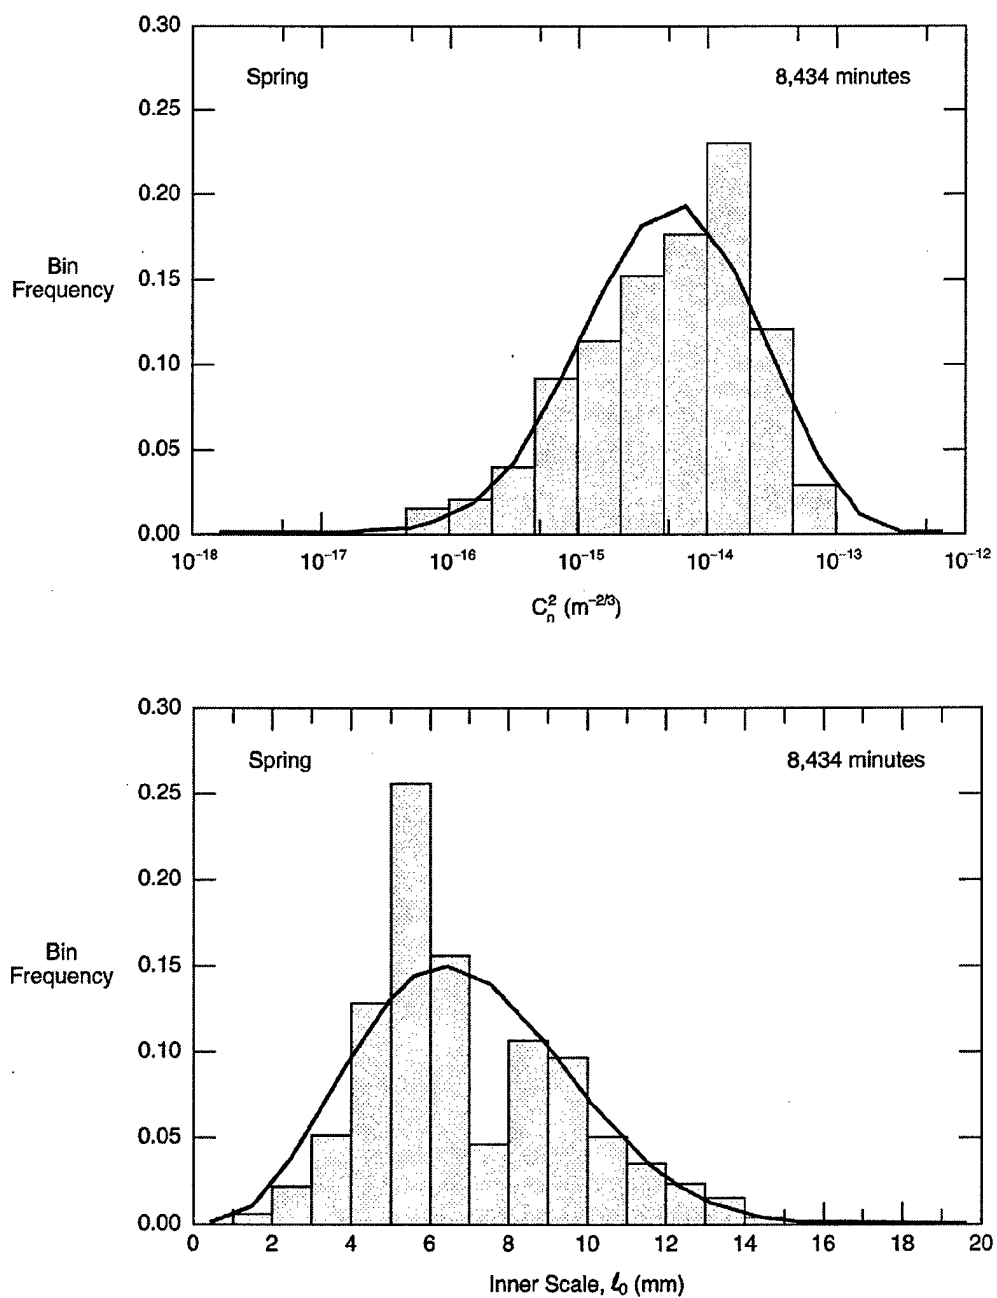 0.30
Spring 8,434 minutes
0.25
0.20
Bin
Frequency
0.15
0.10
0.05
0.00
10⁻¹⁸ 10⁻¹⁷ 10⁻¹⁶ 10⁻¹⁵ 10⁻¹⁴ 10⁻¹³ 10⁻¹²
Cₙ² (m⁻²/³)
0.30
Spring 8,434 minutes
0.25
0.20
Bin
Frequency
0.15
0.10
0.05
0.00
0 2 4 6 8 10 12 14 16 18 20
Inner Scale, ℓ₀ (mm)